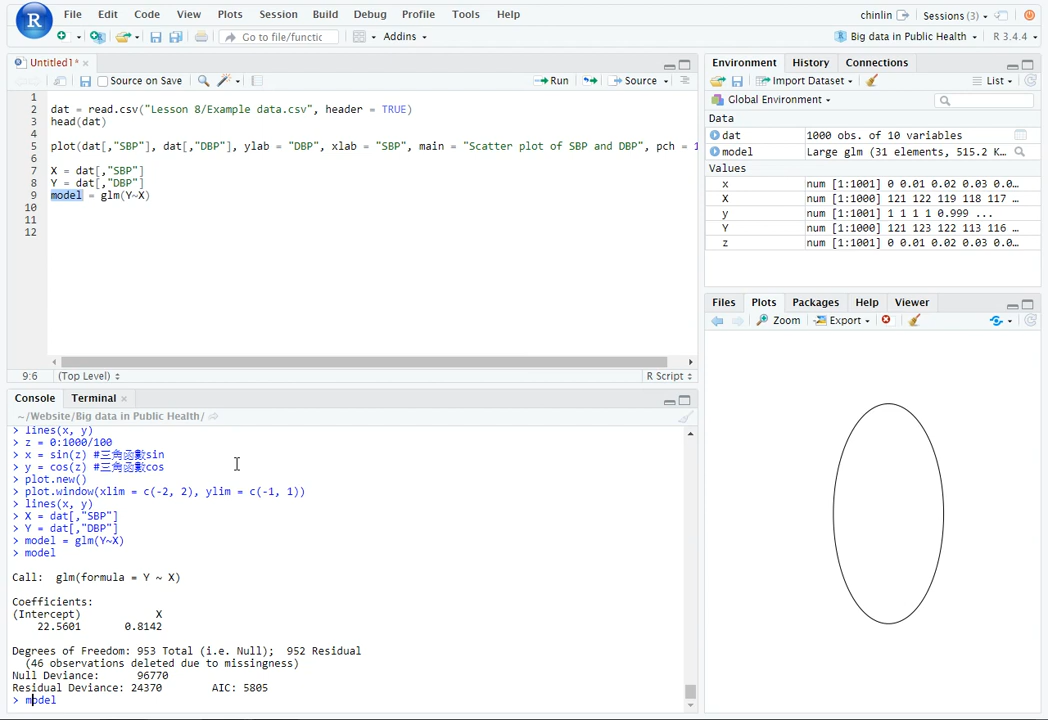 File Edit Code View Plots Session Build Debug Profile Tools Help
chinlin Sessions (3)
Go to file/functic Addins
Big data in Public Health R 3.4.4
Untitled1* ×
Source on Save Run Source
1
2 dat = read.csv("Lesson 8/Example data.csv", header = TRUE)
3 head(dat)
4
5 plot(dat[,"SBP"], dat[,"DBP"], ylab = "DBP", xlab = "SBP", main = "Scatter plot of SBP and DBP", pch = 1
6
7 X = dat[,"SBP"]
8 Y = dat[,"DBP"]
9 model = glm(Y~X)
10
11
12
9:6 (Top Level) R Script
Console Terminal ×
~/Website/Big data in Public Health/
> lines(x, y)
> z = 0:1000/100
> x = sin(z) #三角函數sin
> y = cos(z) #三角函數cos
> plot.new()
> plot.window(xlim = c(-2, 2), ylim = c(-1, 1))
> lines(x, y)
> X = dat[,"SBP"]
> Y = dat[,"DBP"]
> model = glm(Y~X)
> model
Call:  glm(formula = Y ~ X)
Coefficients:
(Intercept)            X
22.5601       0.8142
Degrees of Freedom: 953 Total (i.e. Null);  952 Residual
(46 observations deleted due to missingness)
Null Deviance:      96770
Residual Deviance: 24370       AIC: 5805
> model
Environment History Connections
Import Dataset List
Global Environment
Data
dat 1000 obs. of 10 variables
model Large glm (31 elements, 515.2 K…
Values
x num [1:1001] 0 0.01 0.02 0.03 0.0…
X num [1:1000] 121 122 119 118 117 …
y num [1:1001] 1 1 1 1 0.999 ...
Y num [1:1000] 121 123 122 113 116 …
z num [1:1001] 0 0.01 0.02 0.03 0.0…
Files Plots Packages Help Viewer
Zoom Export